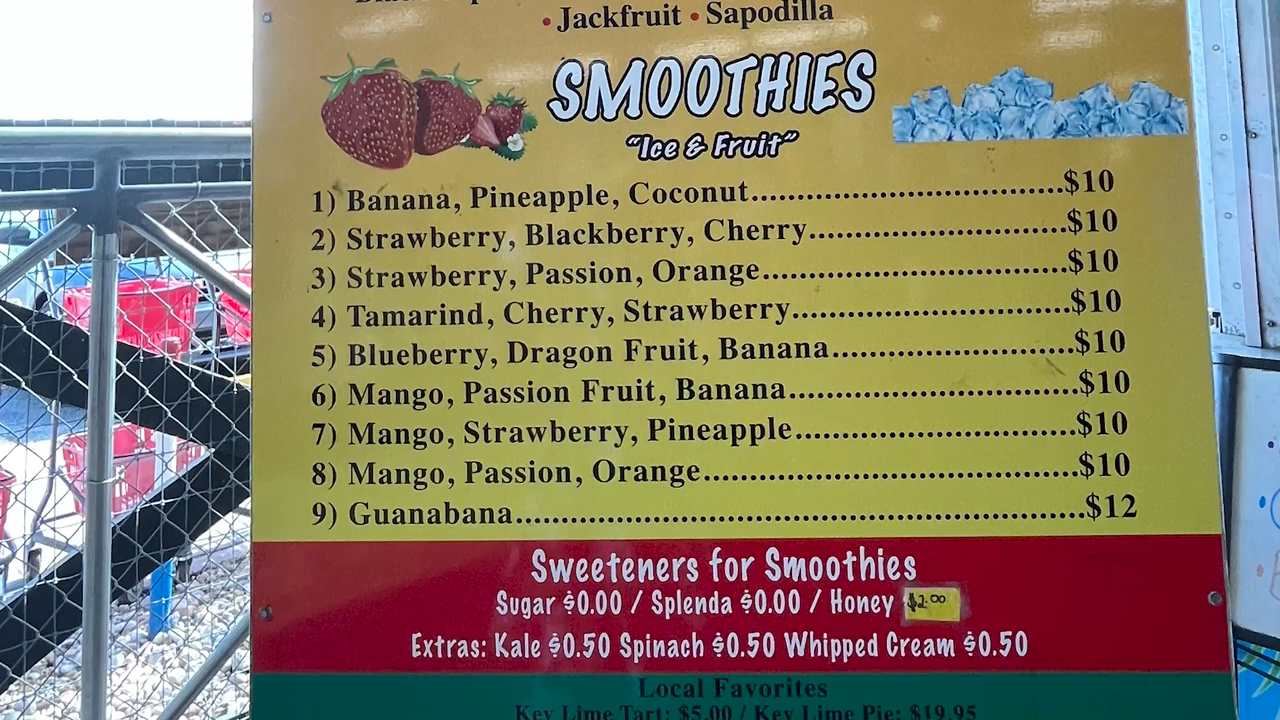 • Jackfruit • Sapodilla
SMOOTHIES
"Ice & Fruit"
1) Banana, Pineapple, Coconut..............................$10
2) Strawberry, Blackberry, Cherry.........................$10
3) Strawberry, Passion, Orange..............................$10
4) Tamarind, Cherry, Strawberry...........................$10
5) Blueberry, Dragon Fruit, Banana.......................$10
6) Mango, Passion Fruit, Banana............................$10
7) Mango, Strawberry, Pineapple...........................$10
8) Mango, Passion, Orange.....................................$10
9) Guanabana.........................................................$12
Sweeteners for Smoothies
Sugar $0.00 / Splenda $0.00 / Honey $2.00
Extras: Kale $0.50 Spinach $0.50 Whipped Cream $0.50
Local Favorites
Key Lime Tart: $5.00 / Key Lime Pie: $19.95